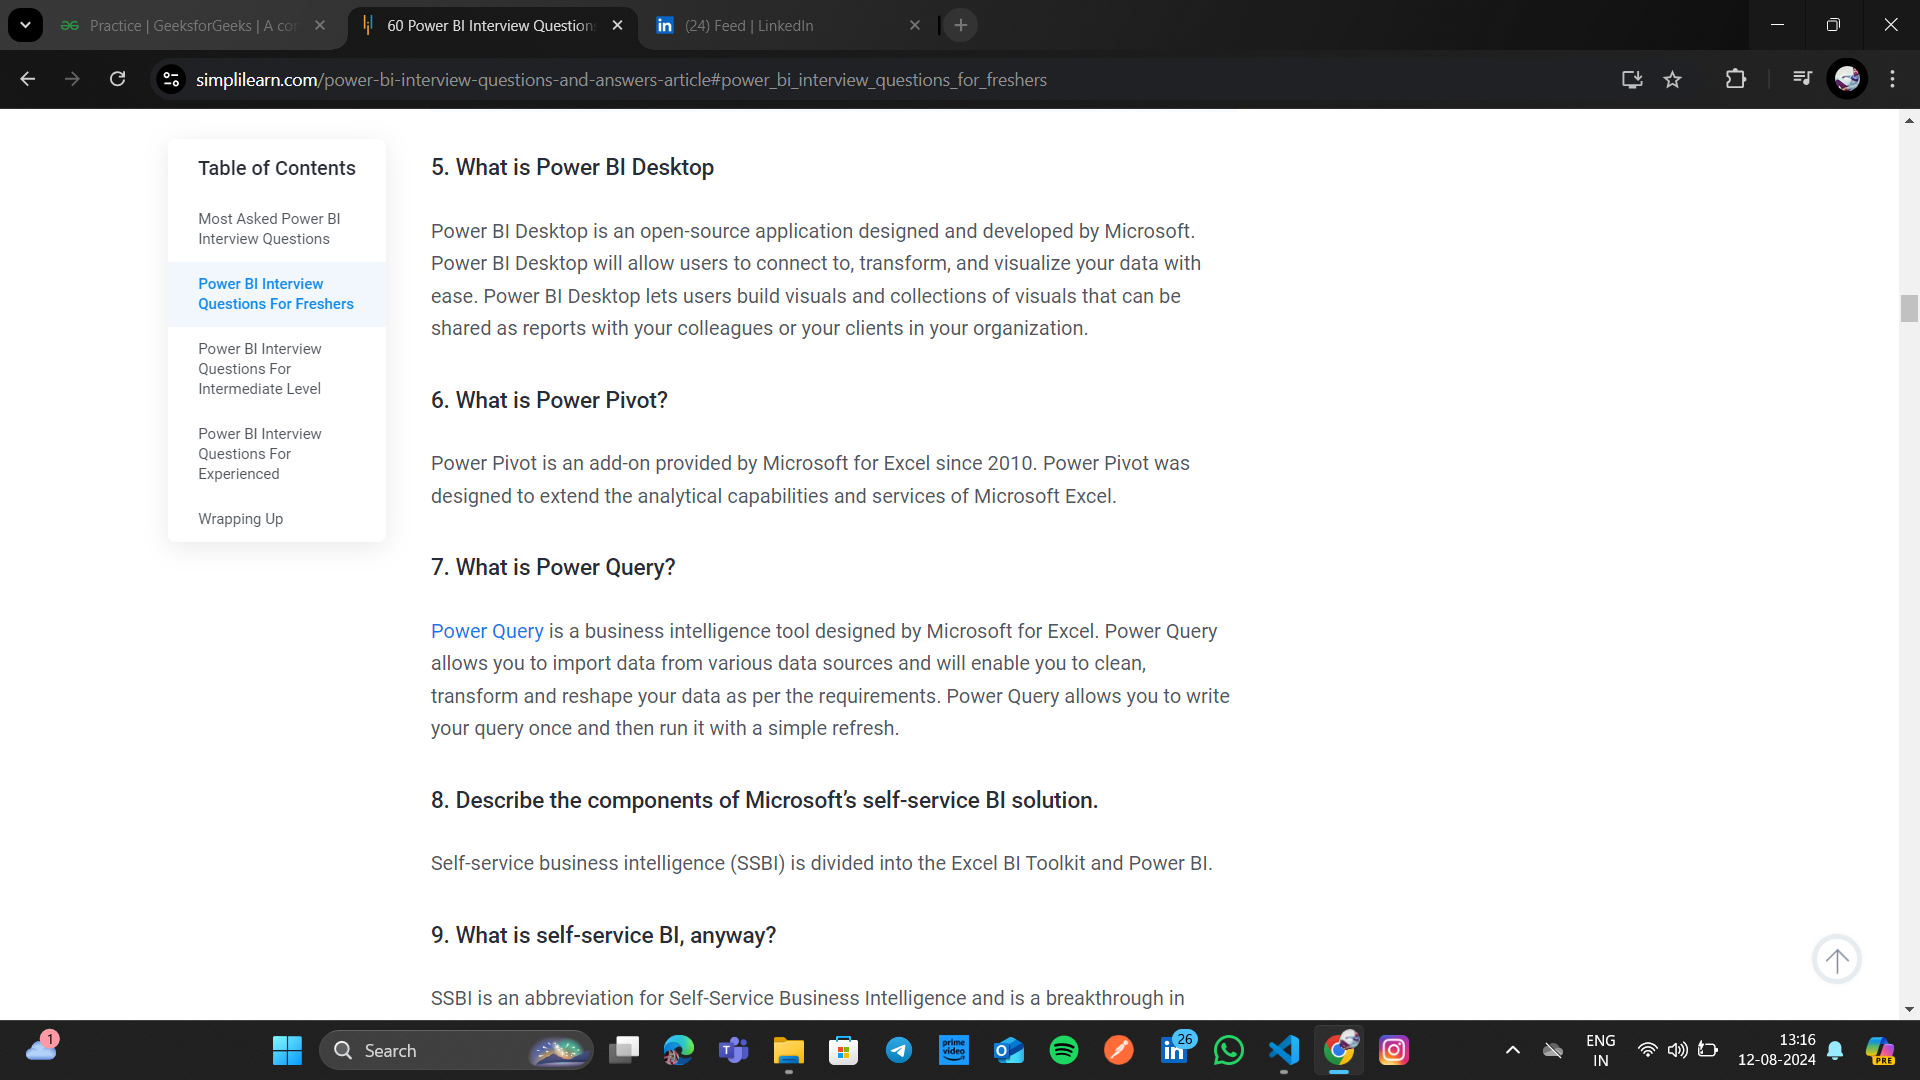 Practice | GeeksforGeeks | A co
60 Power BI Interview Question
(24) Feed | LinkedIn
simplilearn.com/power-bi-interview-questions-and-answers-article#power_bi_interview_questions_for_freshers
Table of Contents
Most Asked Power BI
Interview Questions
Power BI Interview
Questions For Freshers
Power BI Interview
Questions For
Intermediate Level
Power BI Interview
Questions For
Experienced
Wrapping Up
5. What is Power BI Desktop
Power BI Desktop is an open-source application designed and developed by Microsoft.
Power BI Desktop will allow users to connect to, transform, and visualize your data with
ease. Power BI Desktop lets users build visuals and collections of visuals that can be
shared as reports with your colleagues or your clients in your organization.
6. What is Power Pivot?
Power Pivot is an add-on provided by Microsoft for Excel since 2010. Power Pivot was
designed to extend the analytical capabilities and services of Microsoft Excel.
7. What is Power Query?
Power Query is a business intelligence tool designed by Microsoft for Excel. Power Query
allows you to import data from various data sources and will enable you to clean,
transform and reshape your data as per the requirements. Power Query allows you to write
your query once and then run it with a simple refresh.
8. Describe the components of Microsoft’s self-service BI solution.
Self-service business intelligence (SSBI) is divided into the Excel BI Toolkit and Power BI.
9. What is self-service BI, anyway?
SSBI is an abbreviation for Self-Service Business Intelligence and is a breakthrough in
1
Search
prime video
26
ENG
IN
13:16
12-08-2024
PRE